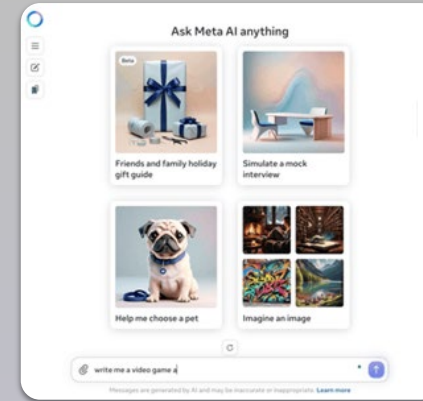 Ask Meta AI anything
Beta
Friends and family holiday
gift guide
Simulate a mock
interview
Help me choose a pet
Imagine an image
write me a video game a
Messages are generated by AI and may be inaccurate or inappropriate. Learn more